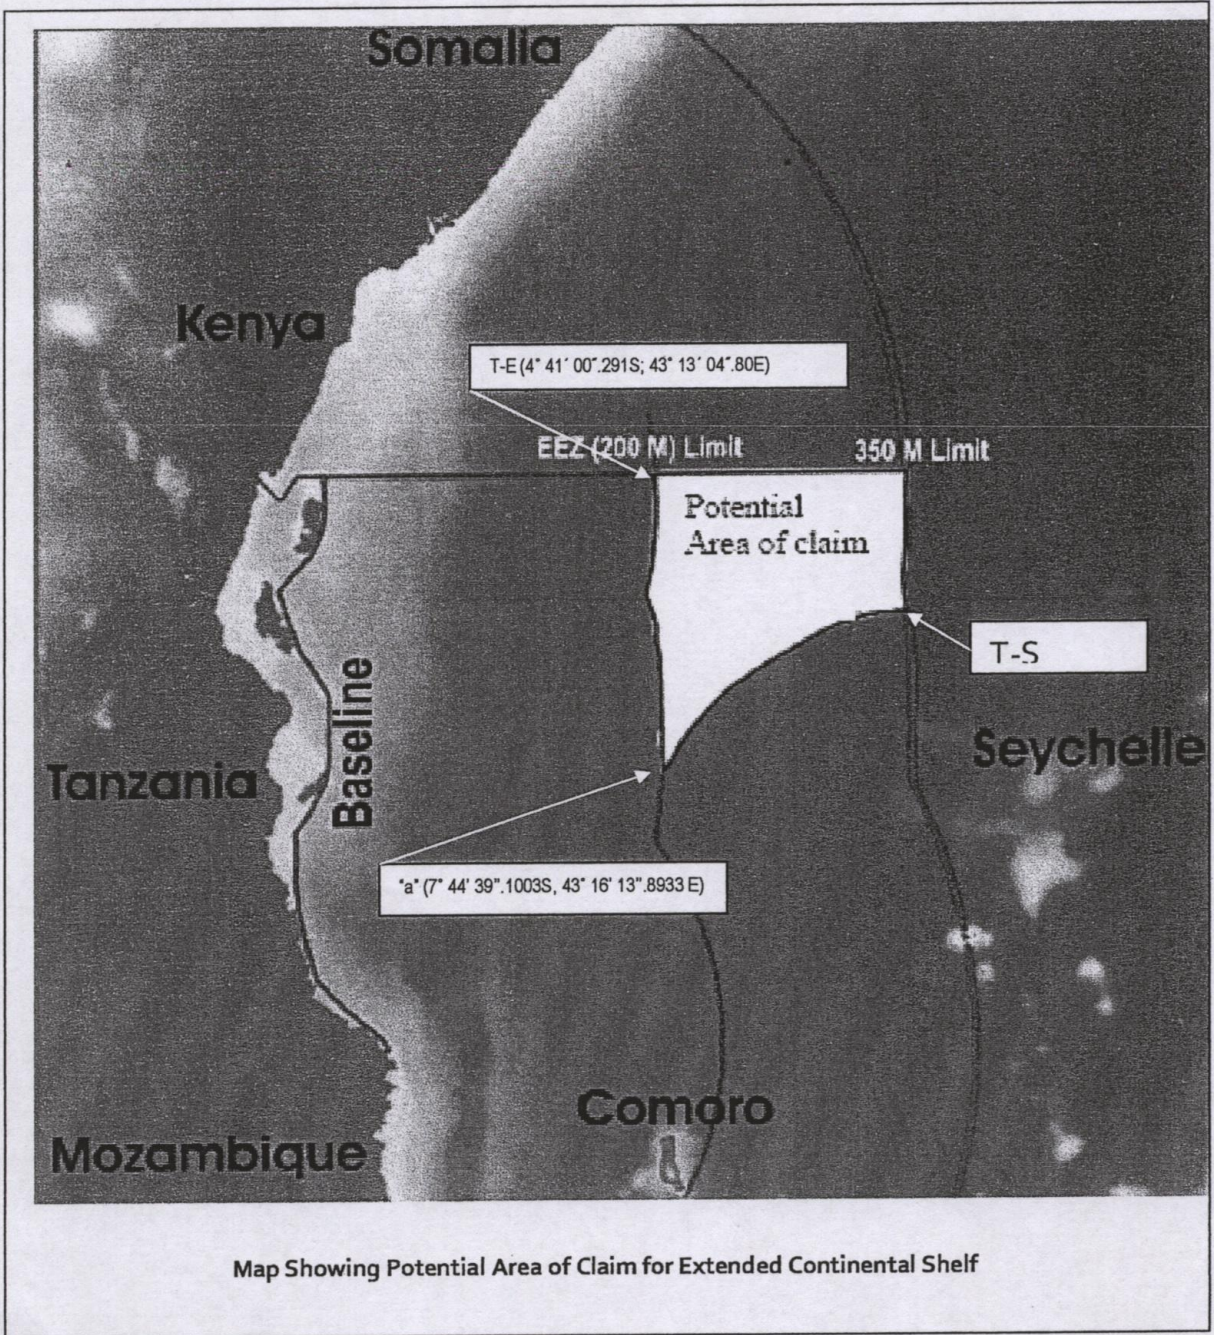 Somalia
Kenya
T-E (4° 41´ 00˝.291S; 43° 13´ 04˝.80E)
EEZ (200 M) Limit
350 M Limit
Potential
Area of claim
T-S
Baseline
Seychelle
Tanzania
"a" (7° 44' 39".1003S, 43° 16' 13".8933 E)
Comoro
Mozambique
Map Showing Potential Area of Claim for Extended Continental Shelf